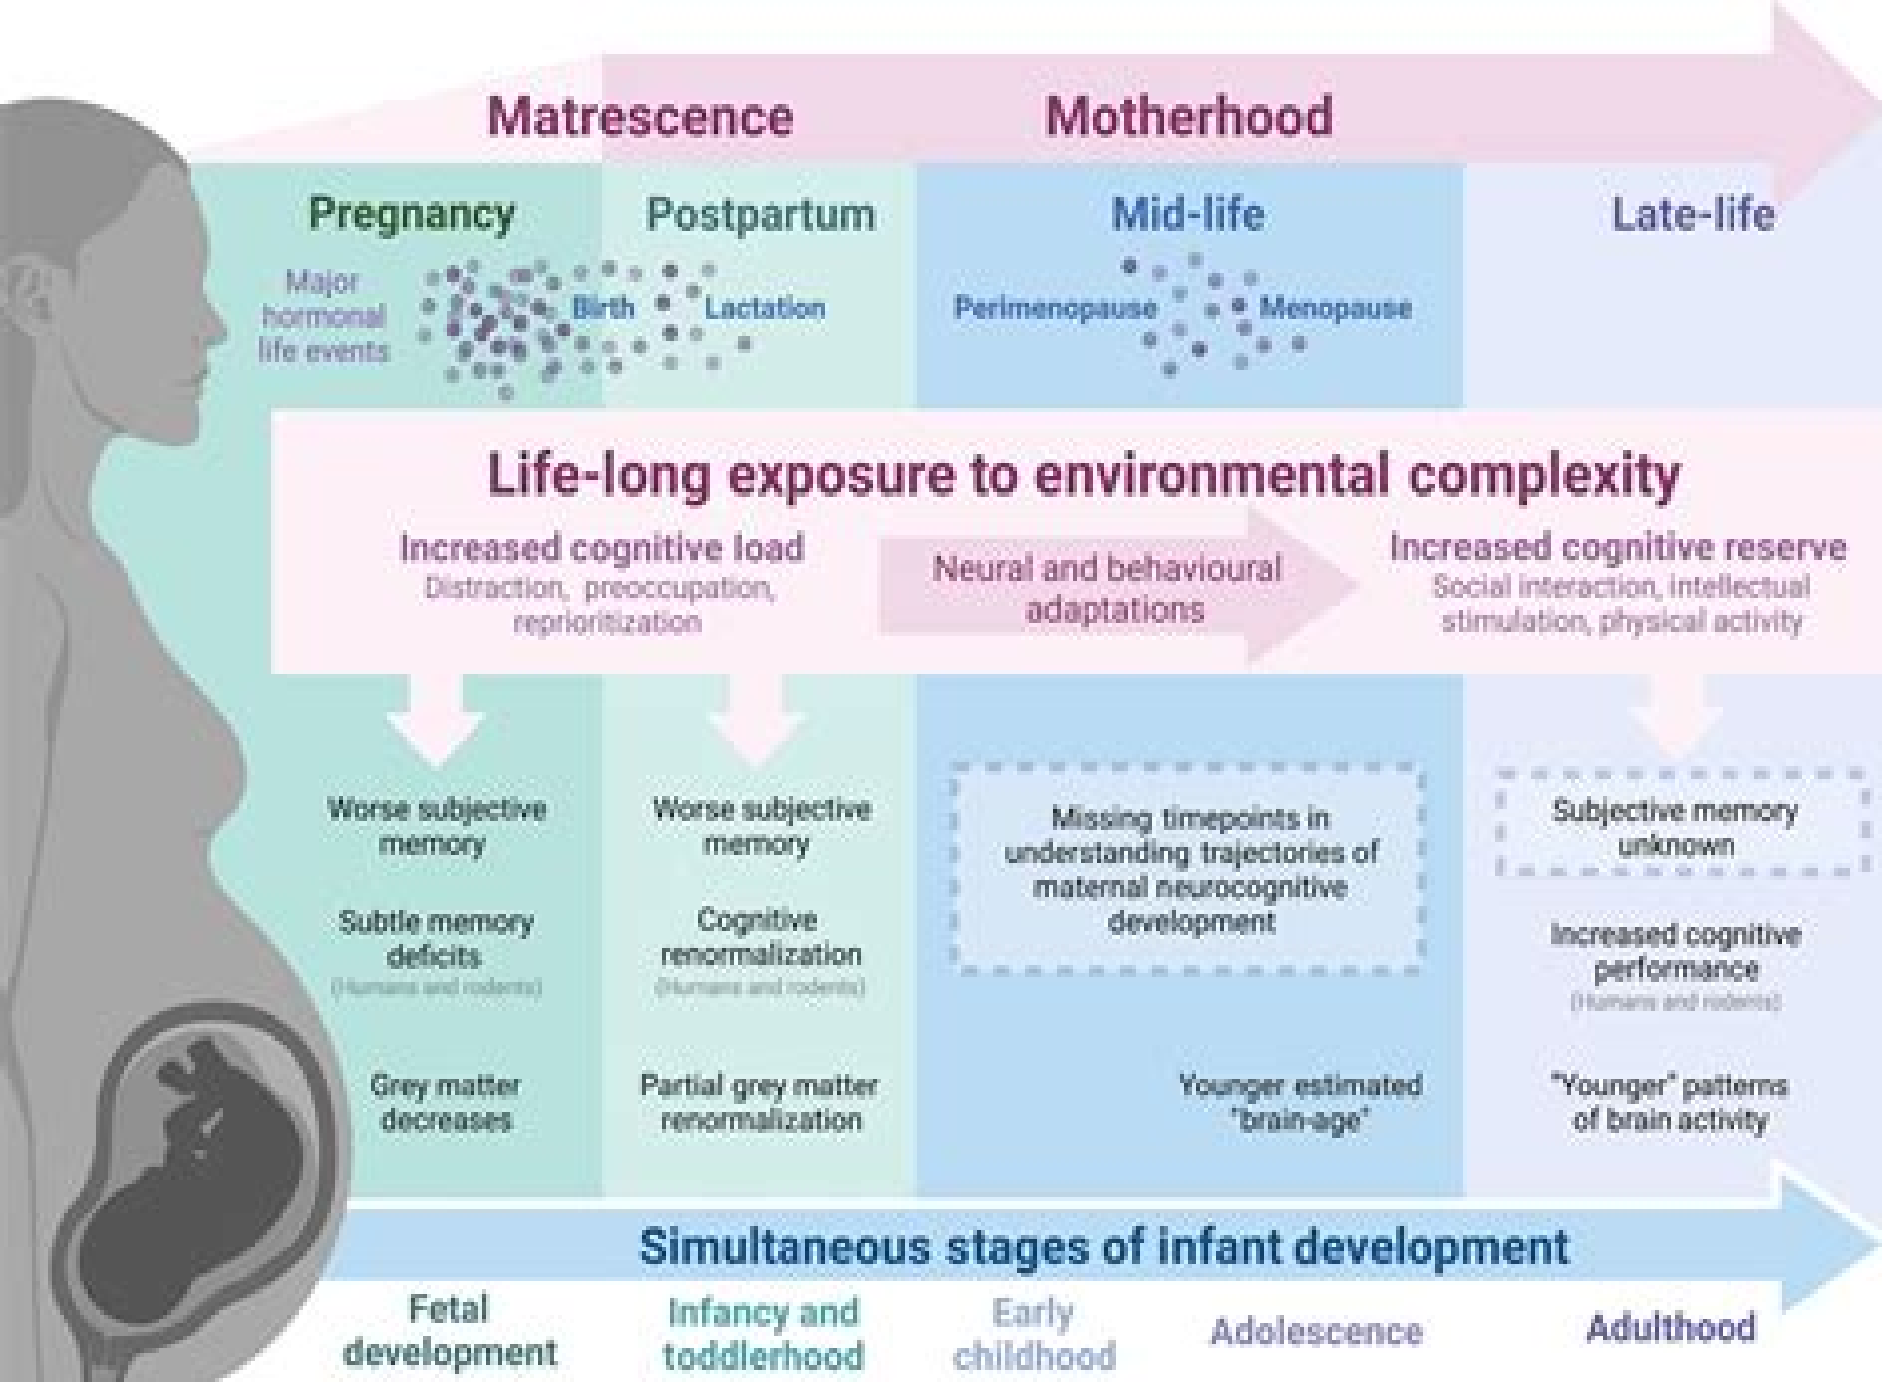 Matrescence
Motherhood
Pregnancy
Postpartum
Mid-life
Late-life
Major
hormonal
life events
Birth
Lactation
Perimenopause
Menopause
Life-long exposure to environmental complexity
Increased cognitive load
Distraction, preoccupation,
reprioritization
Neural and behavioural
adaptations
Increased cognitive reserve
Social interaction, intellectual
stimulation, physical activity
Worse subjective
memory
Subtle memory
deficits
(Humans and rodents)
Grey matter
decreases
Worse subjective
memory
Cognitive
renormalization
(Humans and rodents)
Partial grey matter
renormalization
Missing timepoints in
understanding trajectories of
maternal neurocognitive
development
Younger estimated
"brain-age"
Subjective memory
unknown
Increased cognitive
performance
(Humans and rodents)
"Younger" patterns
of brain activity
Simultaneous stages of infant development
Fetal
development
Infancy and
toddlerhood
Early
childhood
Adolescence
Adulthood